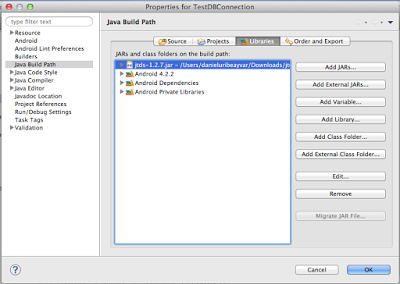 Properties for TestDBConnection
type filter text
Resource
Android
Android Lint Preferences
Builders
Java Build Path
Java Code Style
Java Compiler
Java Editor
Javadoc Location
Project References
Run/Debug Settings
Task Tags
Validation
Java Build Path
Source
Projects
Libraries
Order and Export
JARs and class folders on the build path:
jtds-1.2.7.jar - /Users/danieluribeayvar/Downloads/jt
Android 4.2.2
Android Dependencies
Android Private Libraries
Add JARs...
Add External JARs...
Add Variable...
Add Library...
Add Class Folder...
Add External Class Folder...
Edit...
Remove
Migrate JAR File...
?
Cancel
OK